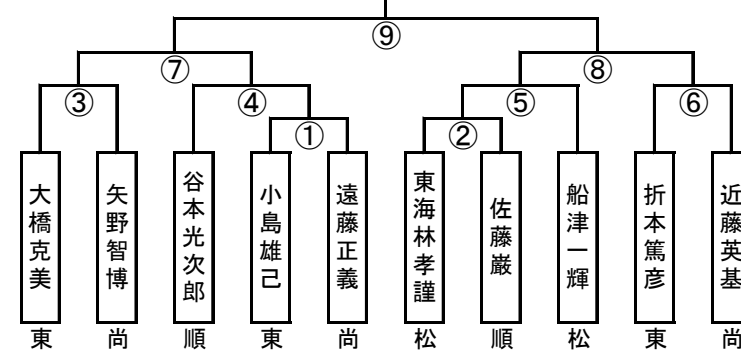 ⑨
⑦ ⑧
③ ④ ⑤ ⑥
① ②
大橋克美
矢野智博
谷本光次郎
小島雄己
遠藤正義
東海林孝謹
佐藤巌
船津一輝
折本篤彦
近藤英基
東 尚 順 東 尚 松 順 松 東 尚